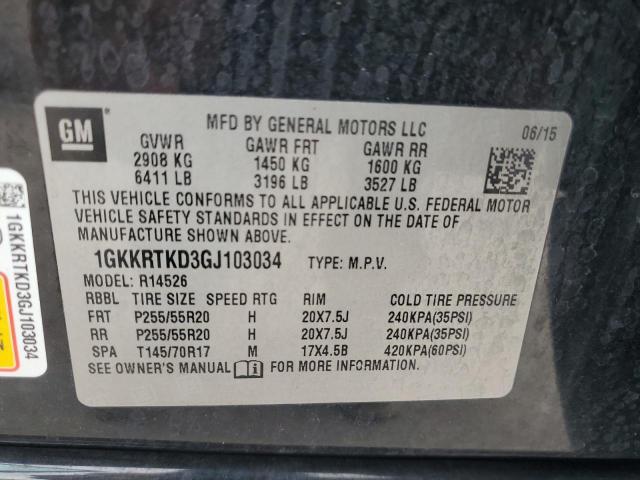 GM
MFD BY GENERAL MOTORS LLC 06/15
GVWR GAWR FRT GAWR RR
2908 KG 1450 KG 1600 KG
6411 LB 3196 LB 3527 LB
THIS VEHICLE CONFORMS TO ALL APPLICABLE U.S. FEDERAL MOTOR
VEHICLE SAFETY STANDARDS IN EFFECT ON THE DATE OF
MANUFACTURE SHOWN ABOVE.
1GKKRTKD3GJ103034 TYPE: M.P.V.
MODEL: R14526
RBBL TIRE SIZE SPEED RTG RIM COLD TIRE PRESSURE
FRT P255/55R20 H 20X7.5J 240KPA(35PSI)
RR P255/55R20 H 20X7.5J 240KPA(35PSI)
SPA T145/70R17 M 17X4.5B 420KPA(60PSI)
SEE OWNER'S MANUAL i FOR MORE INFORMATION.
1GKKRTKD3GJ103034